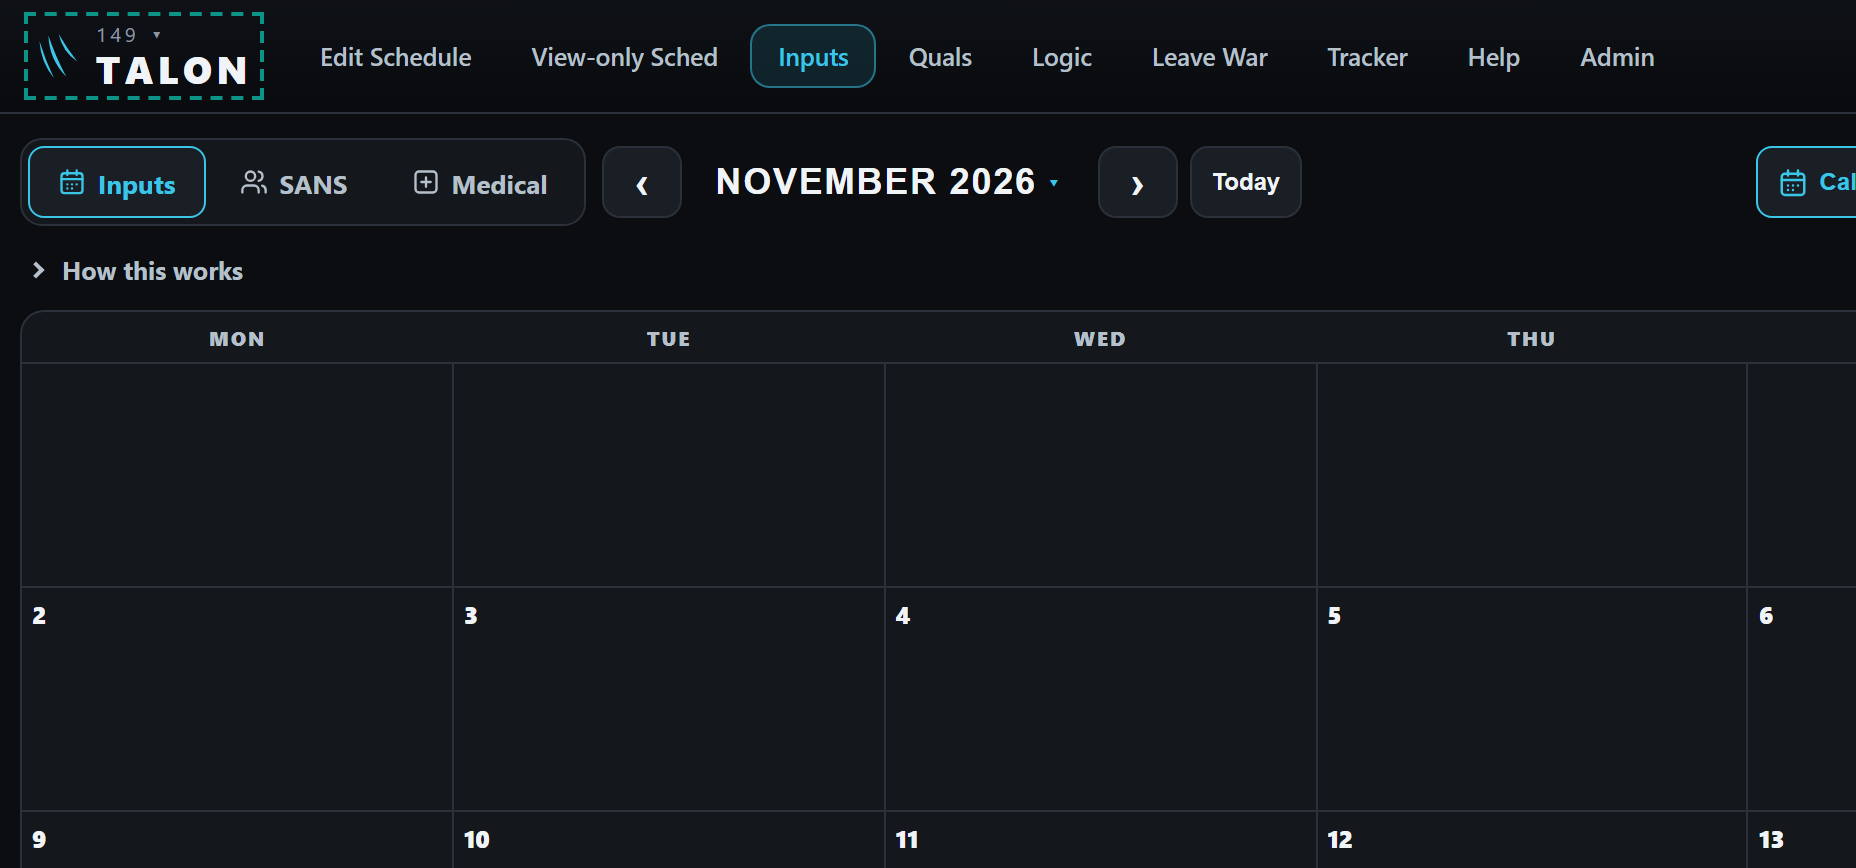 149 ▾
TALON
Edit Schedule View-only Sched Inputs Quals Logic Leave War Tracker Help Admin
Inputs SANS Medical ‹ NOVEMBER 2026 ▾ › Today Cal
How this works
MON TUE WED THU
2 3 4 5 6
9 10 11 12 13